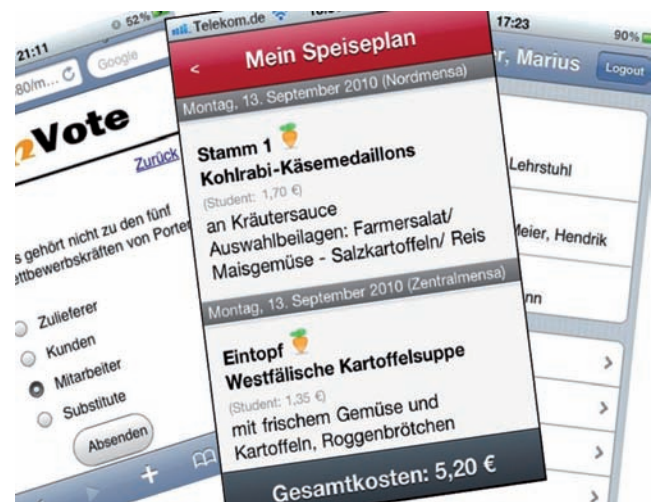 21:11
52%
80/m...
Google
Vote
Zurück
gehört nicht zu den fünf
von Porter
Zulieferer
Kunden
Mitarbeiter
Substitute
Absenden
Telekom.de
Mein Speiseplan
Montag, 13. September 2010 (Nordmensa)
Stamm 1
Kohlrabi-Käsemedaillons
(Student: 1,70 €)
an Kräutersauce
Auswahlbeilagen: Farmersalat/
Maisgemüse - Salzkartoffeln/ Reis
Montag, 13. September 2010 (Zentralmensa)
Eintopf
Westfälische Kartoffelsuppe
(Student: 1,35 €)
mit frischem Gemüse und
Kartoffeln, Roggenbrötchen
Gesamtkosten: 5,20 €
17:23
90%
Marius
Logout
Lehrstuhl
Meier, Hendrik